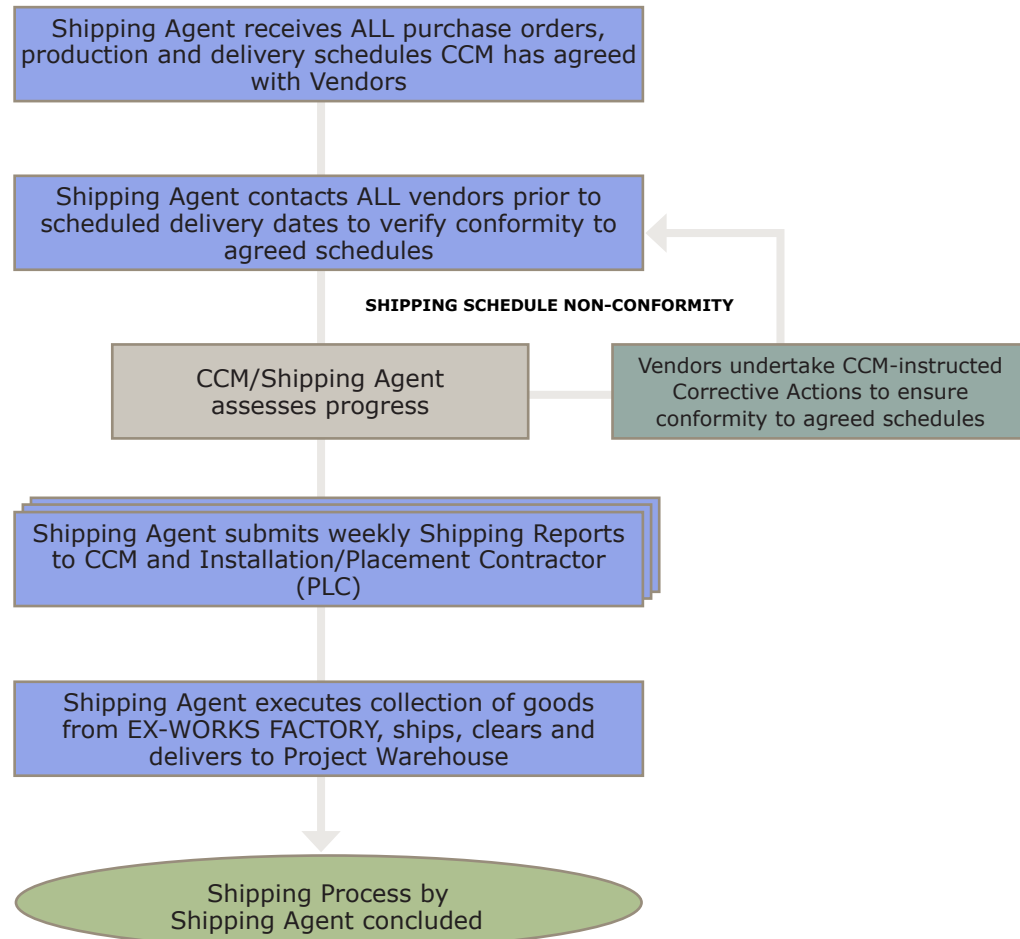 Shipping Agent receives ALL purchase orders,
production and delivery schedules CCM has agreed
with Vendors
Shipping Agent contacts ALL vendors prior to
scheduled delivery dates to verify conformity to
agreed schedules
SHIPPING SCHEDULE NON-CONFORMITY
CCM/Shipping Agent
assesses progress
Vendors undertake CCM-instructed
Corrective Actions to ensure
conformity to agreed schedules
Shipping Agent submits weekly Shipping Reports
to CCM and Installation/Placement Contractor
(PLC)
Shipping Agent executes collection of goods
from EX-WORKS FACTORY, ships, clears and
delivers to Project Warehouse
Shipping Process by
Shipping Agent concluded